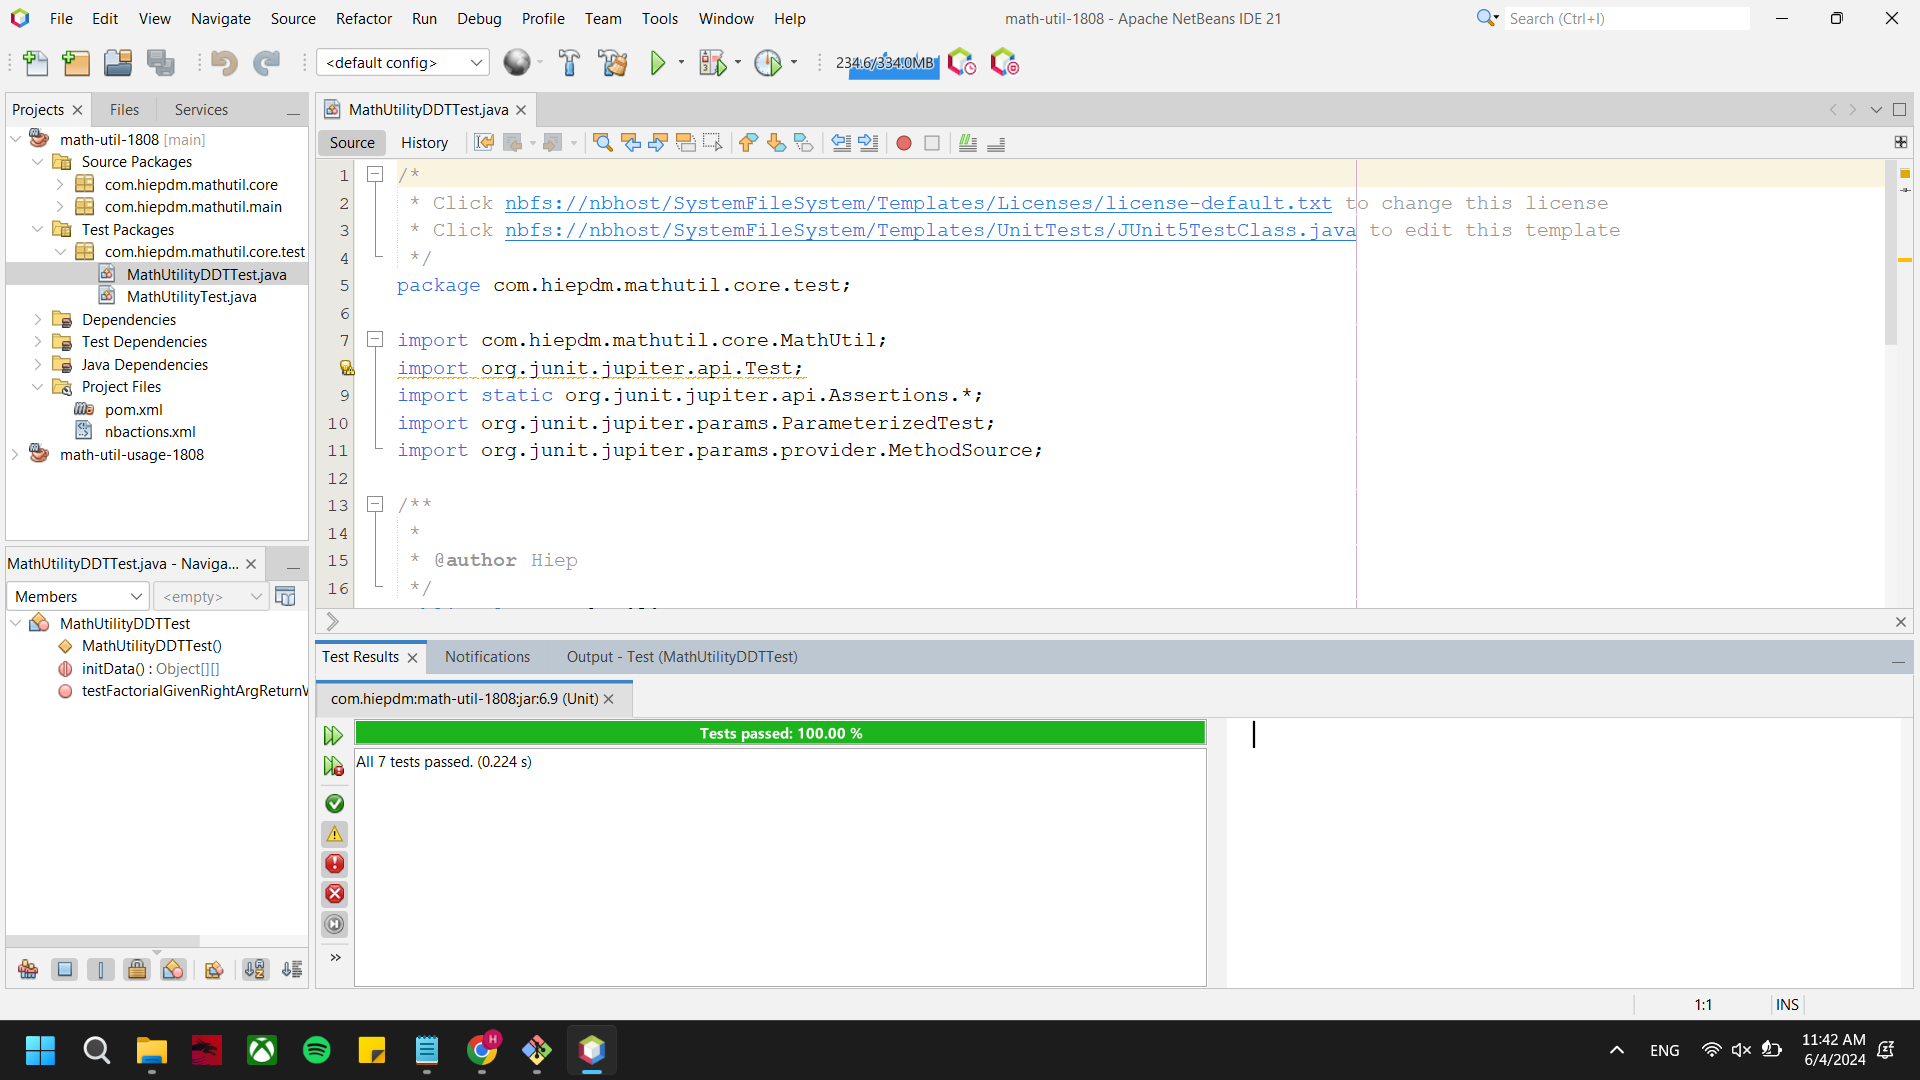 File Edit View Navigate Source Refactor Run Debug Profile Team Tools Window Help
math-util-1808 - Apache NetBeans IDE 21
Search (Ctrl+I)
<default config>
234.6/334.0MB
Projects Files Services
math-util-1808 [main]
Source Packages
com.hiepdm.mathutil.core
com.hiepdm.mathutil.main
Test Packages
com.hiepdm.mathutil.core.test
MathUtilityDDTTest.java
MathUtilityTest.java
Dependencies
Test Dependencies
Java Dependencies
Project Files
pom.xml
nbactions.xml
math-util-usage-1808
MathUtilityDDTTest.java - Naviga...
Members <empty>
MathUtilityDDTTest
MathUtilityDDTTest()
initData() : Object[][]
testFactorialGivenRightArgReturnW
MathUtilityDDTTest.java
Source History
1 /*
2 * Click nbfs://nbhost/SystemFileSystem/Templates/Licenses/license-default.txt to change this license
3 * Click nbfs://nbhost/SystemFileSystem/Templates/UnitTests/JUnit5TestClass.java to edit this template
4 */
5 package com.hiepdm.mathutil.core.test;
6
7 import com.hiepdm.mathutil.core.MathUtil;
import org.junit.jupiter.api.Test;
9 import static org.junit.jupiter.api.Assertions.*;
10 import org.junit.jupiter.params.ParameterizedTest;
11 import org.junit.jupiter.params.provider.MethodSource;
12
13 /**
14 *
15 * @author Hiep
16 */
Test Results Notifications Output - Test (MathUtilityDDTTest)
com.hiepdm:math-util-1808:jar:6.9 (Unit)
Tests passed: 100.00 %
All 7 tests passed. (0.224 s)
1:1 INS
ENG
11:42 AM
6/4/2024